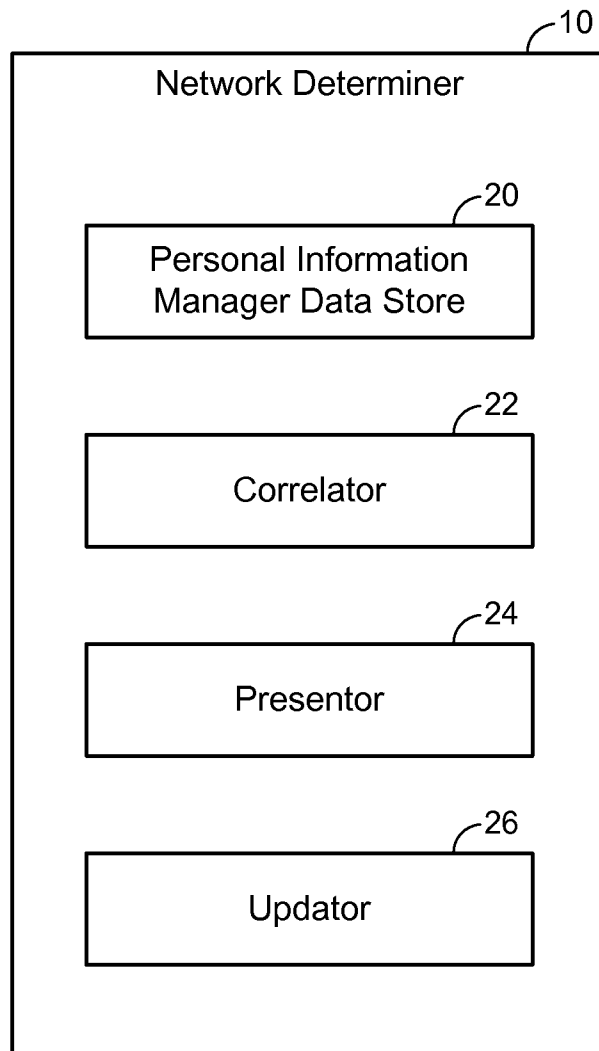 10
Network Determiner
20
Personal Information
Manager Data Store
22
Correlator
24
Presentor
26
Updator